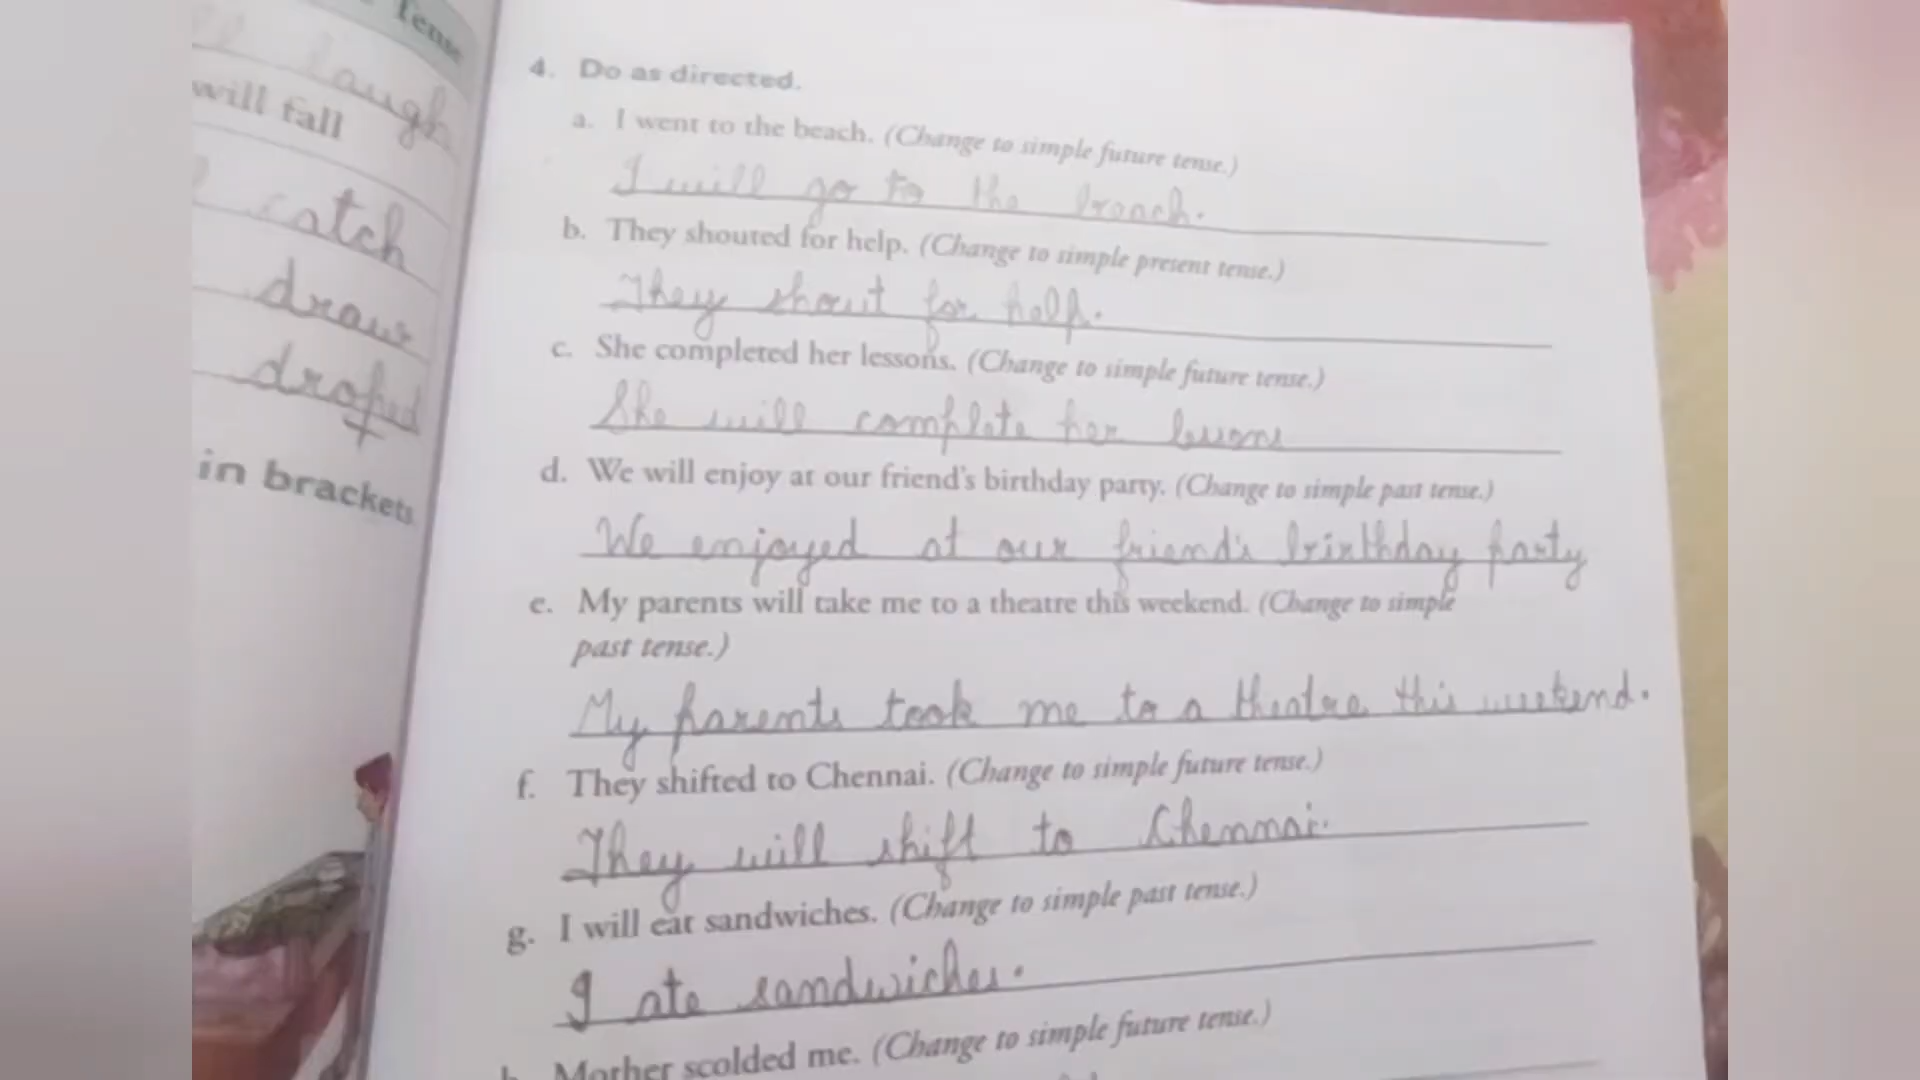 Tense
laugh
will fall
catch
draw
droped
in brackets
4. Do as directed.
a. I went to the beach. (Change to simple future tense.)
I will go to the breach.
b. They shouted for help. (Change to simple present tense.)
They shout for help.
c. She completed her lessons. (Change to simple future tense.)
She will complete her lessons
d. We will enjoy at our friend's birthday party. (Change to simple past tense.)
We enjoyed at our friend's brithday party
e. My parents will take me to a theatre this weekend. (Change to simple
past tense.)
My parents took me to a theatre this weekend.
f. They shifted to Chennai. (Change to simple future tense.)
They will shift to Chennai.
g. I will eat sandwiches. (Change to simple past tense.)
I ate sandwiches.
h. Mother scolded me. (Change to simple future tense.)